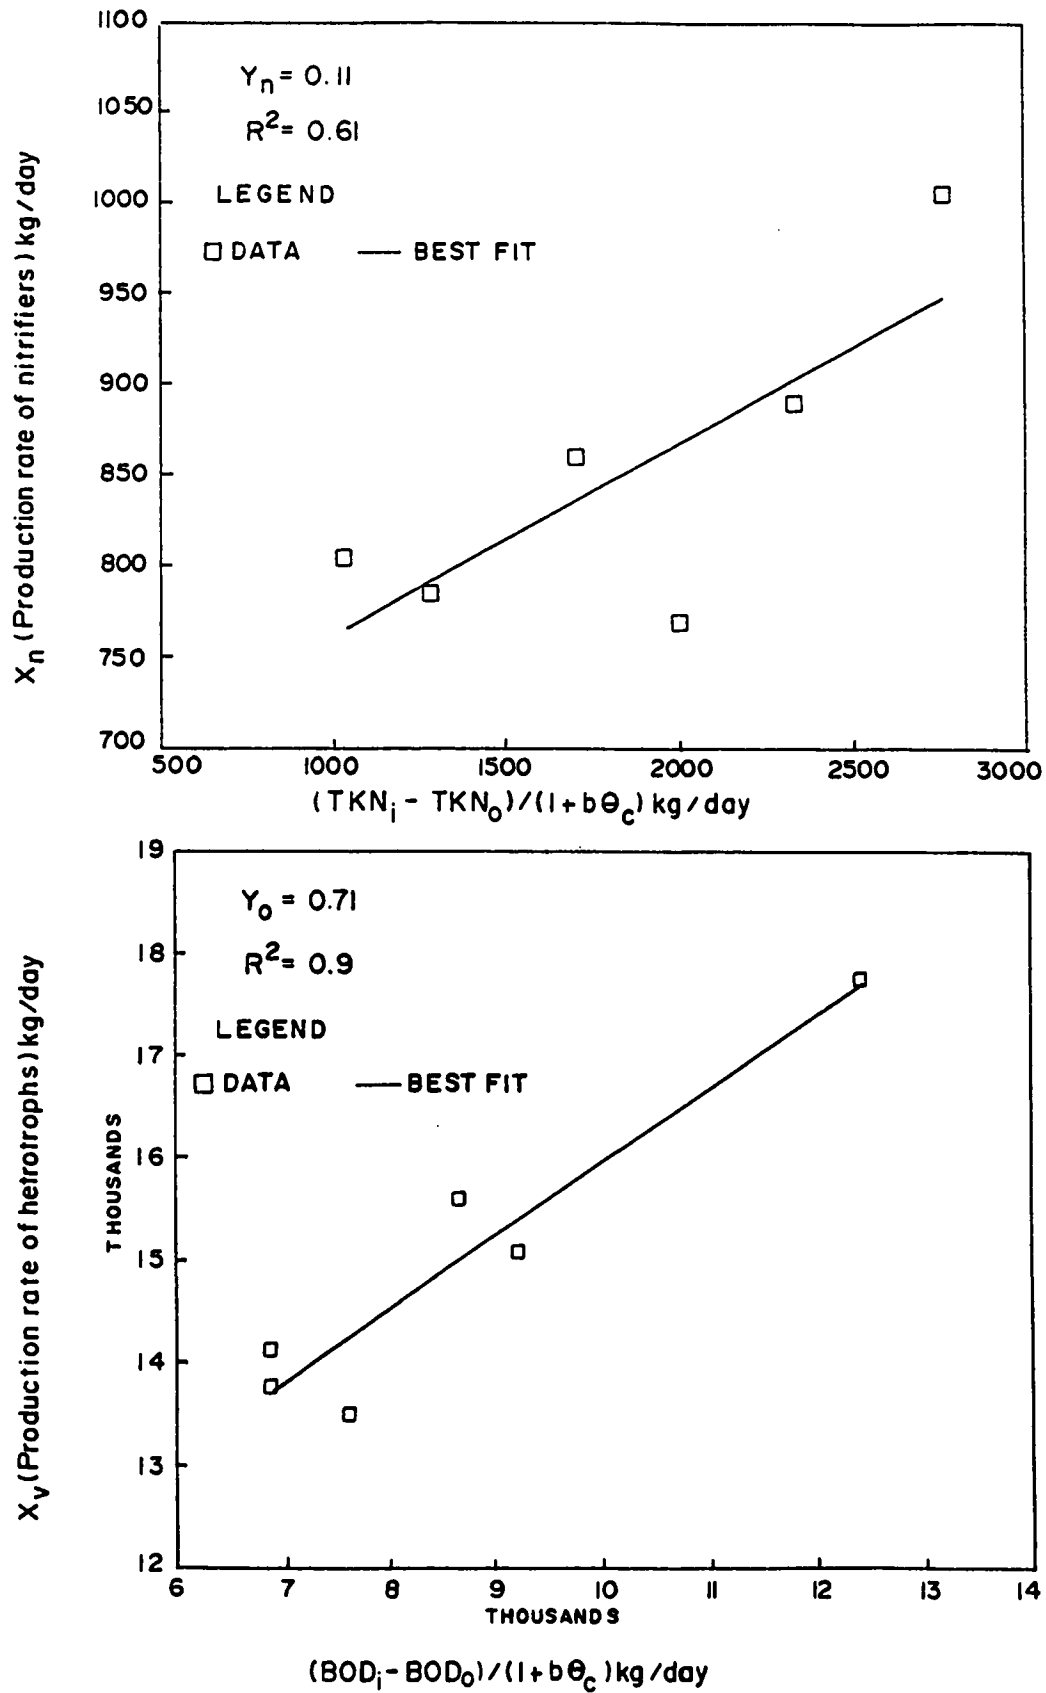 1100
Yn = 0.11
1050
R2 = 0.61
1000
LEGEND
DATA BEST FIT
950
900
850
800
750
700
500 1000 1500 2000 2500 3000
(TKNi - TKNo)/(1+bθc) kg/day
Xn (Production rate of nitrifiers) kg/day
19
Yo = 0.71
18
R2 = 0.9
LEGEND
17
DATA BEST FIT
16
15
14
13
12
THOUSANDS
Xv (Production rate of hetrotrophs) kg/day
6 7 8 9 10 11 12 13 14
THOUSANDS
(BODi - BODo)/(1+bθc) kg/day